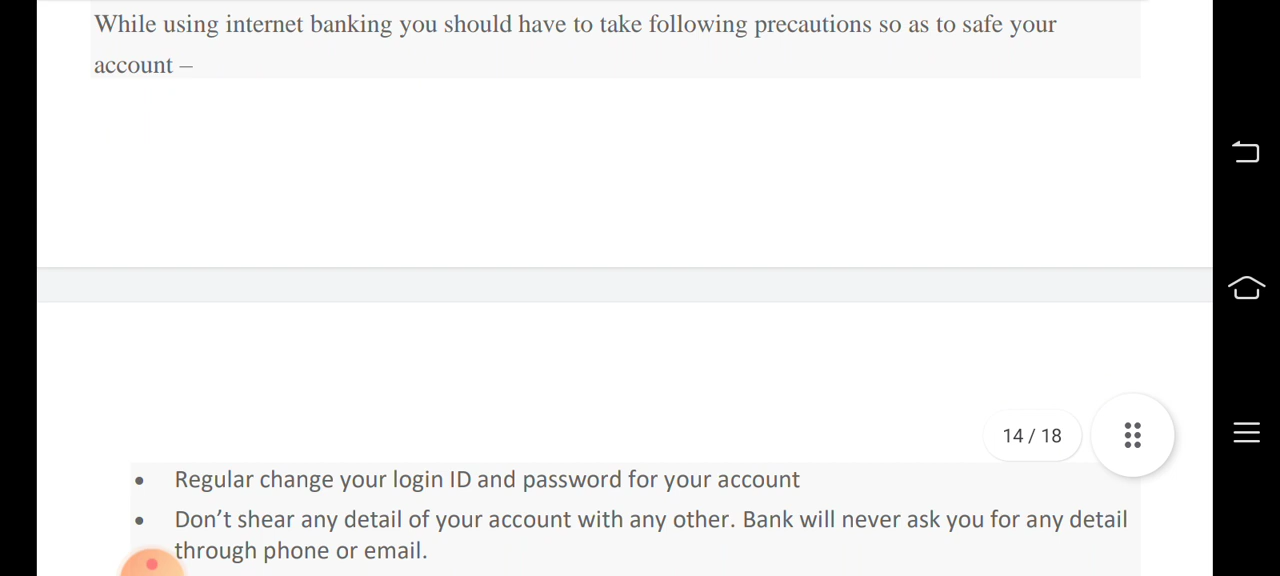 While using internet banking you should have to take following precautions so as to safe your
account –
14 / 18
• Regular change your login ID and password for your account
• Don’t shear any detail of your account with any other. Bank will never ask you for any detail
through phone or email.